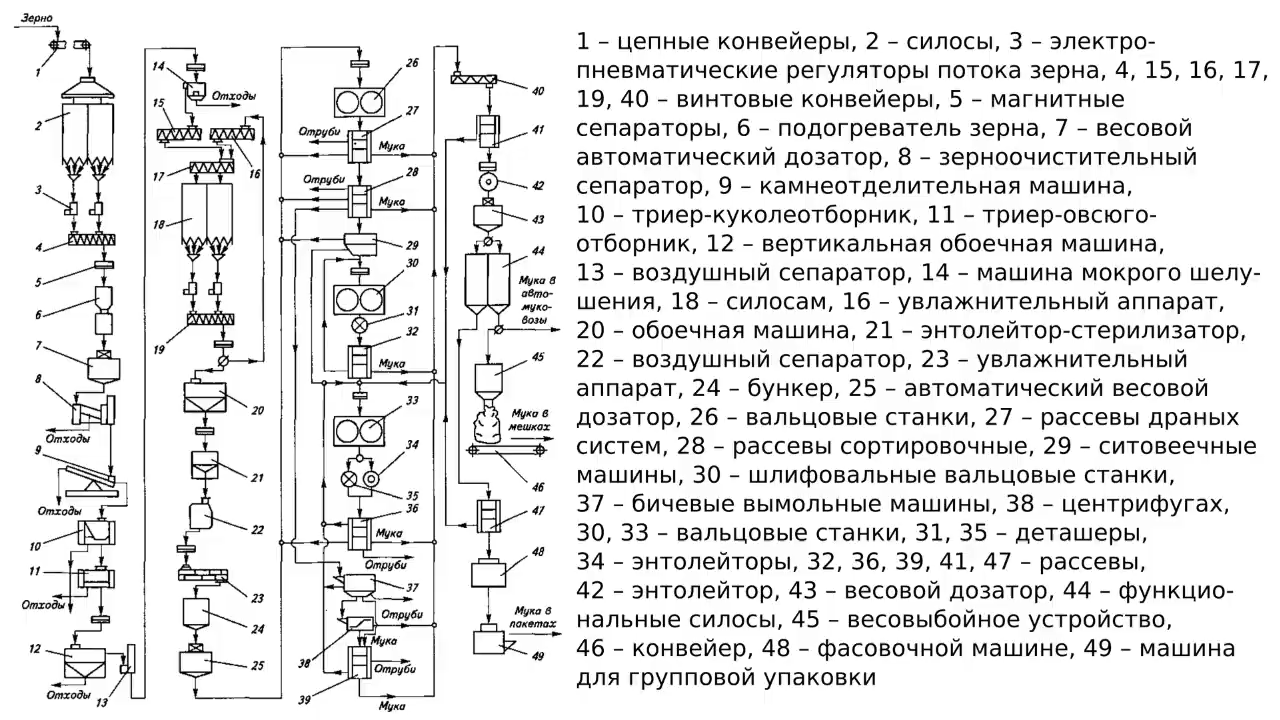 Зерно
1
2
3
4
5
6
7
8
Отходы
9
Отходы
10
11
Отходы
12
Отходы
13
14
Отходы
15
16
17
18
19
20
21
22
23
24
25
26
27
Отруби
Мука
28
Отруби
Мука
29
30
31
32
Мука
33
34
35
36
Мука
Отруби
37
Отруби
38
Мука
Отруби
39
Мука
40
41
42
43
44
Мука в
авто-
муко-
возы
45
Мука в
мешках
46
47
48
Мука в
пакетах
49
1 – цепные конвейеры, 2 – силосы, 3 – электро-
пневматические регуляторы потока зерна, 4, 15, 16, 17,
19, 40 – винтовые конвейеры, 5 – магнитные
сепараторы, 6 – подогреватель зерна, 7 – весовой
автоматический дозатор, 8 – зерноочистительный
сепаратор, 9 – камнеотделительная машина,
10 – триер-куколеотборник, 11 – триер-овсюго-
отборник, 12 – вертикальная обоечная машина,
13 – воздушный сепаратор, 14 – машина мокрого шелу-
шения, 18 – силосам, 16 – увлажнительный аппарат,
20 – обоечная машина, 21 – энтолейтор-стерилизатор,
22 – воздушный сепаратор, 23 – увлажнительный
аппарат, 24 – бункер, 25 – автоматический весовой
дозатор, 26 – вальцовые станки, 27 – рассевы драных
систем, 28 – рассевы сортировочные, 29 – ситовеечные
машины, 30 – шлифовальные вальцовые станки,
37 – бичевые вымольные машины, 38 – центрифугах,
30, 33 – вальцовые станки, 31, 35 – деташеры,
34 – энтолейторы, 32, 36, 39, 41, 47 – рассевы,
42 – энтолейтор, 43 – весовой дозатор, 44 – функцио-
нальные силосы, 45 – весовыбойное устройство,
46 – конвейер, 48 – фасовочной машине, 49 – машина
для групповой упаковки